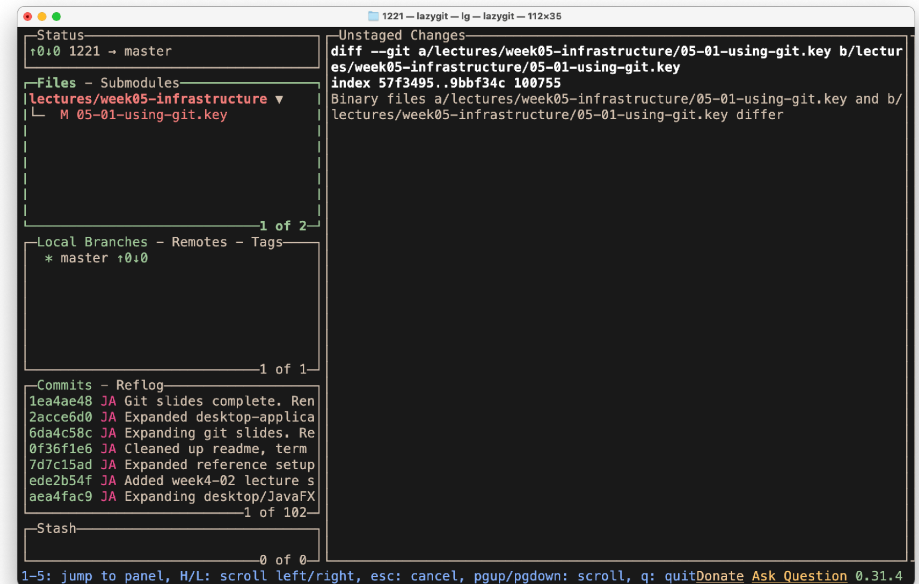 1221 — lazygit — lg — lazygit — 112×35
Status
↑0↓0 1221 → master
Files - Submodules
lectures/week05-infrastructure ▼
M 05-01-using-git.key
1 of 2
Local Branches - Remotes - Tags
* master ↑0↓0
1 of 1
Commits - Reflog
1ea4ae48 JA Git slides complete. Ren
2acce6d0 JA Expanded desktop-applica
6da4c58c JA Expanding git slides. Re
0f36f1e6 JA Cleaned up readme, term
7d7c15ad JA Expanded reference setup
ede2b54f JA Added week4-02 lecture s
aea4fac9 JA Expanding desktop/JavaFX
1 of 102
Stash
0 of 0
Unstaged Changes
diff --git a/lectures/week05-infrastructure/05-01-using-git.key b/lectur
es/week05-infrastructure/05-01-using-git.key
index 57f3495..9bbf34c 100755
Binary files a/lectures/week05-infrastructure/05-01-using-git.key and b/
lectures/week05-infrastructure/05-01-using-git.key differ
1-5: jump to panel, H/L: scroll left/right, esc: cancel, pgup/pgdown: scroll, q: quitDonate Ask Question 0.31.4